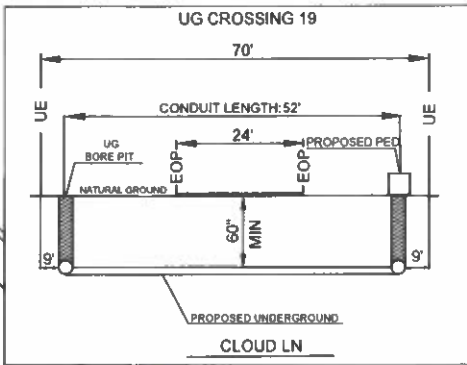 UG CROSSING 19
70'
UE
UE
CONDUIT LENGTH: 52'
UG
BORE PIT
24'
EOP
EOP
PROPOSED PED
NATURAL GROUND
60"
MIN
9'
9'
PROPOSED UNDERGROUND
CLOUD LN